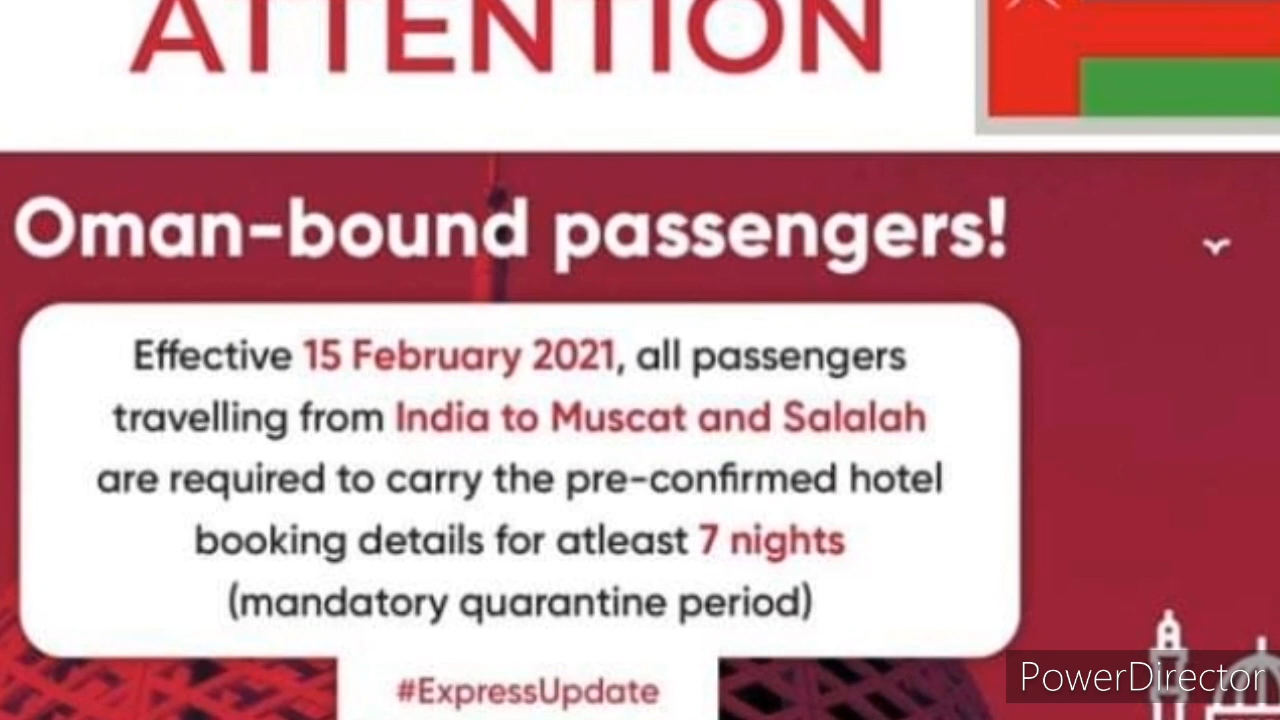 ATTENTION
Oman-bound passengers!
Effective 15 February 2021, all passengers
travelling from India to Muscat and Salalah
are required to carry the pre-confirmed hotel
booking details for atleast 7 nights
(mandatory quarantine period)
#ExpressUpdate
PowerDirector